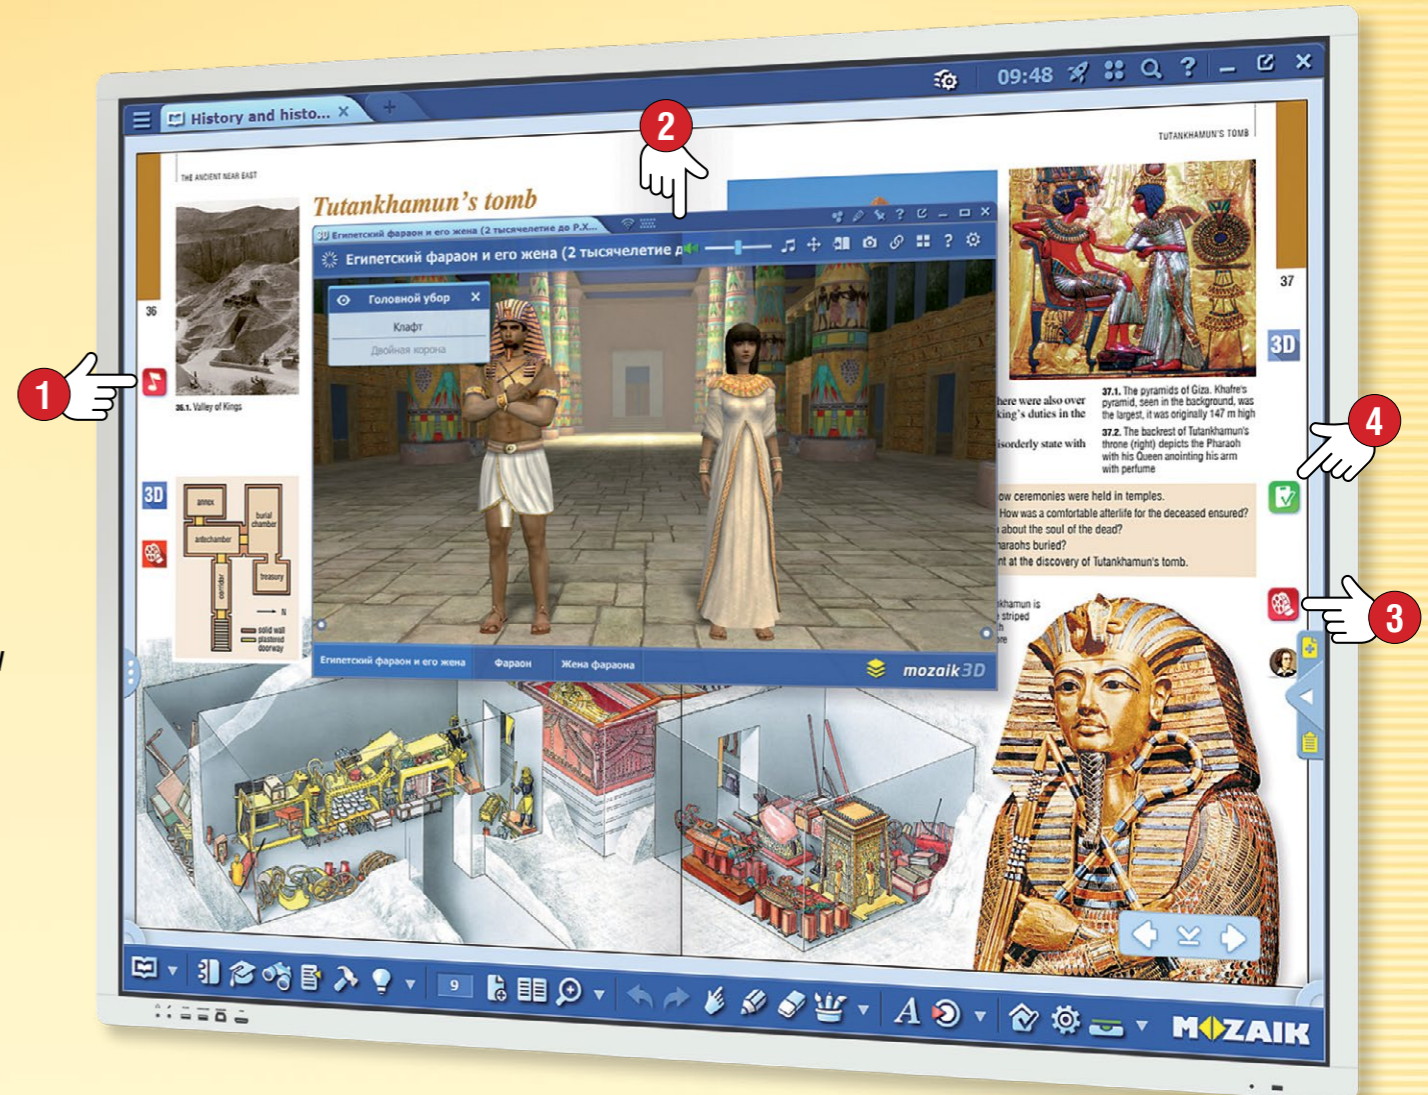 History and histo...
09:48
THE ANCIENT NEAR EAST
TUTANKHAMUN'S TOMB
Tutankhamun's tomb
36
36.1. Valley of Kings
3D
annex
burial
chamber
antechamber
corridor
treasury
N
solid wall
plastered
doorway
3D Египетский фараон и его жена (2 тысячелетие до Р.Х...
Египетский фараон и его жена (2 тысячелетие д
Головной убор
Клафт
Двойная корона
Египетский фараон и его жена
Фараон
Жена фараона
mozaik3D
37
3D
here were also over
king's duties in the
isorderly state with
37.1. The pyramids of Giza. Khafre's
pyramid, seen in the background, was
the largest, it was originally 147 m high
37.2. The backrest of Tutankhamun's
throne (right) depicts the Pharaoh
with his Queen anointing his arm
with perfume
ow ceremonies were held in temples.
How was a comfortable afterlife for the deceased ensured?
about the soul of the dead?
haraohs buried?
nt at the discovery of Tutankhamun's tomb.
khamun is
striped
h
re
9
A
MOZAIK
1
2
3
4